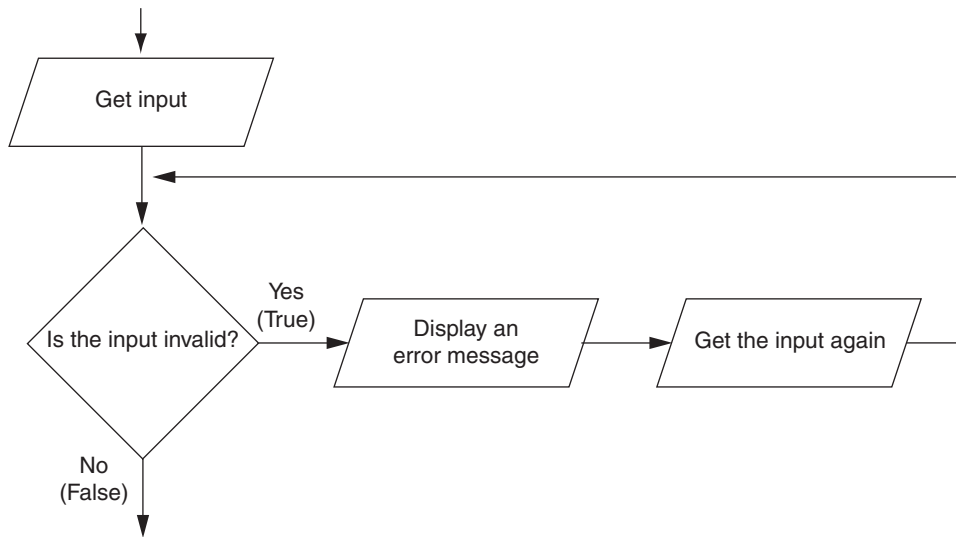 Get input
Is the input invalid?
Yes
(True)
Display an
error message
Get the input again
No
(False)